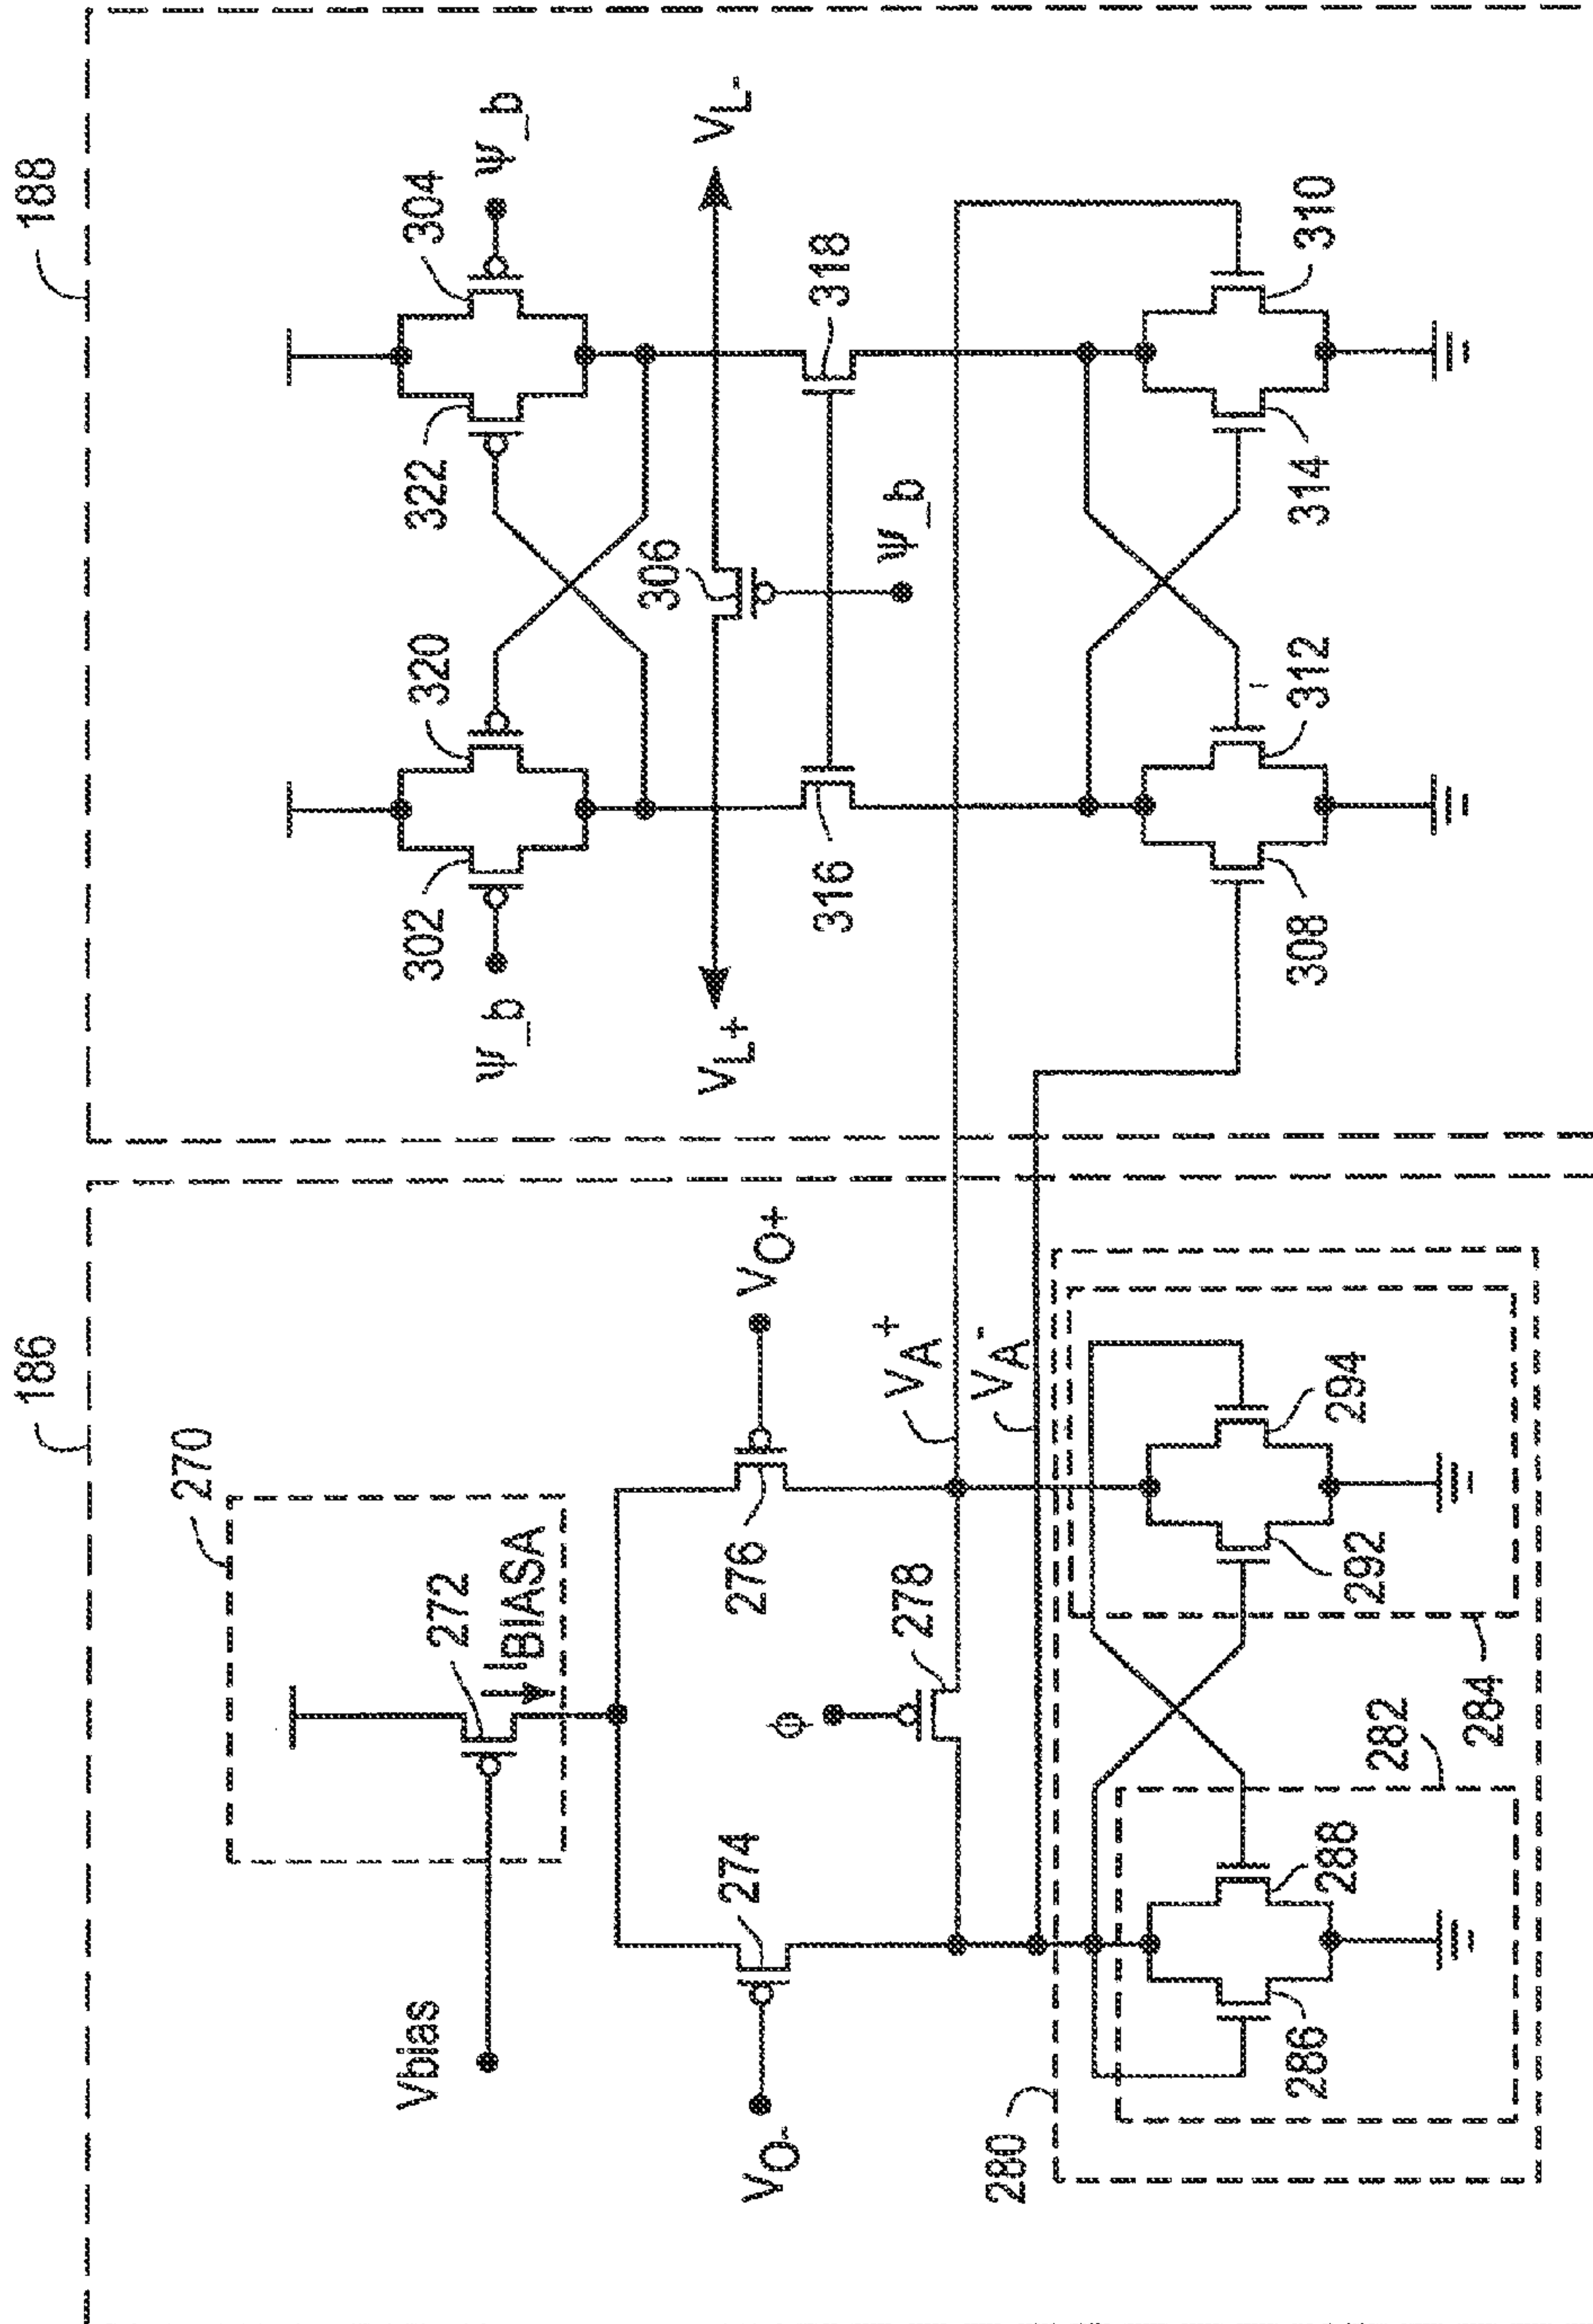 186
270
Vbias
272
IBIASA
VO-
274
276
VO+
ϕ
278
VA+
VA-
280
286
288
282
292
294
284
188
ψ_b
302
320
322
304
ψ_b
VL+
306
VL-
316
318
ψ_b
308
312
314
310